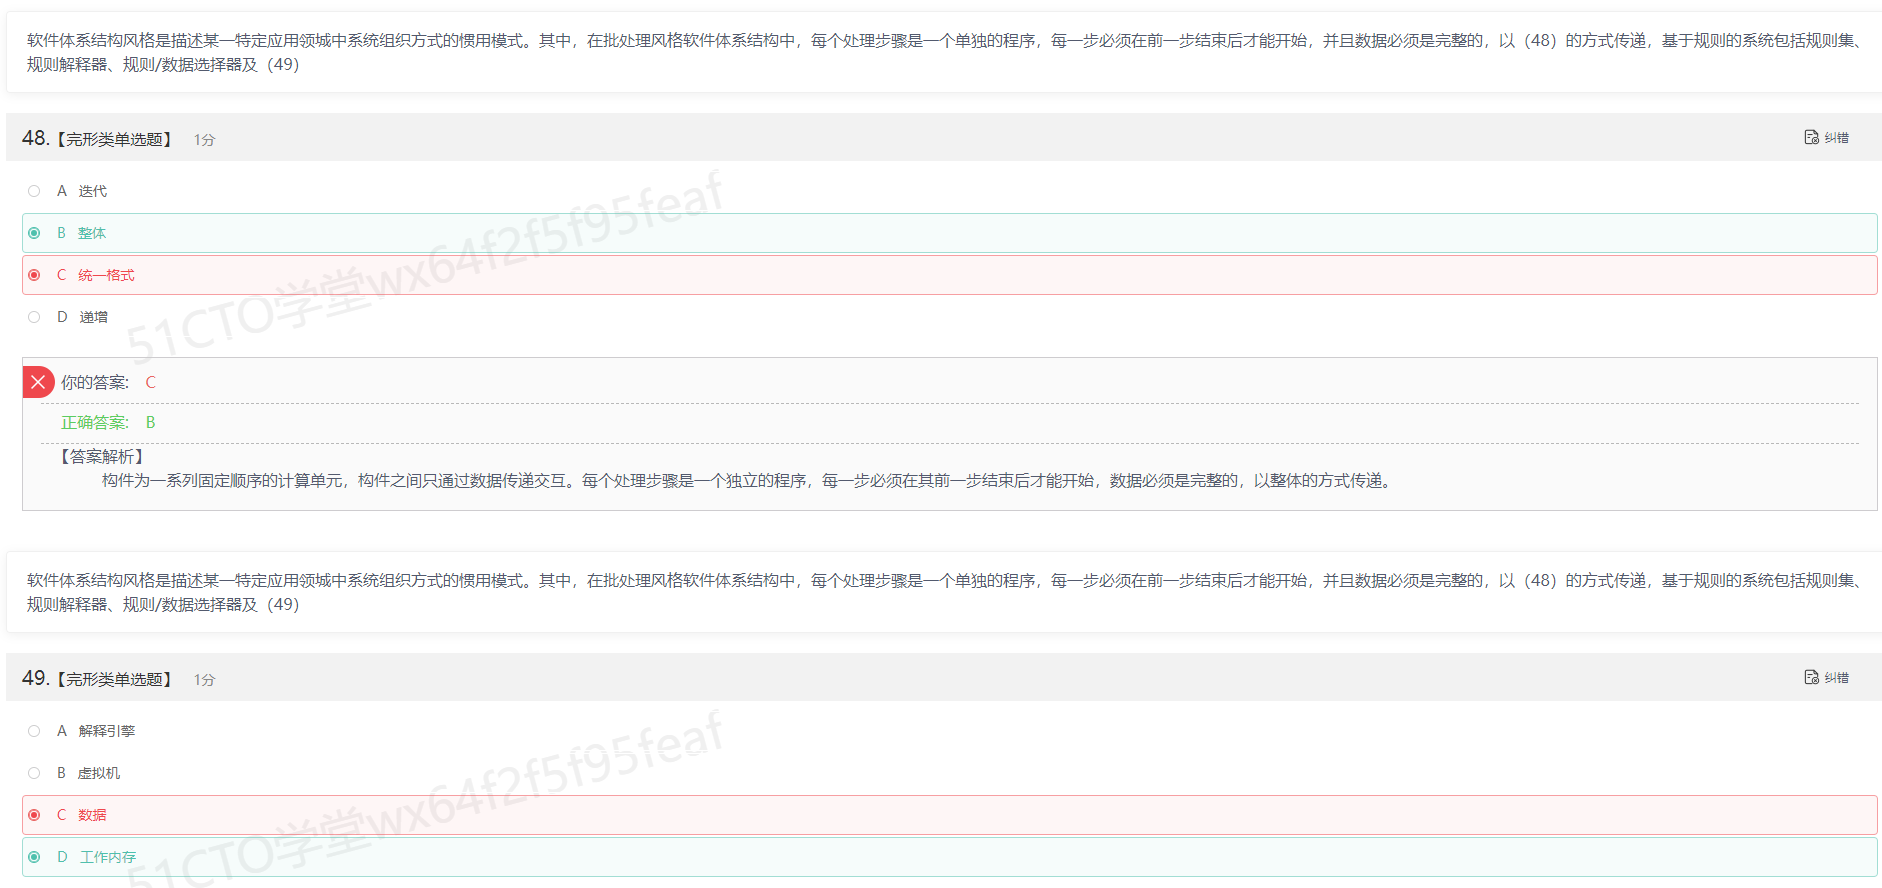 软件体系结构风格是描述某一特定应用领城中系统组织方式的惯用模式。其中，在批处理风格软件体系结构中，每个处理步骤是一个单独的程序，每一步必须在前一步结束后才能开始，并且数据必须是完整的，以（48）的方式传递，基于规则的系统包括规则集、
规则解释器、规则/数据选择器及（49）
48.【完形类单选题】 1分 纠错
A 迭代
B 整体
C 统一格式
D 递增
51CTO学堂wx64f2f5f95feaf
你的答案: C
正确答案: B
【答案解析】
构件为一系列固定顺序的计算单元，构件之间只通过数据传递交互。每个处理步骤是一个独立的程序，每一步必须在其前一步结束后才能开始，数据必须是完整的，以整体的方式传递。
软件体系结构风格是描述某一特定应用领城中系统组织方式的惯用模式。其中，在批处理风格软件体系结构中，每个处理步骤是一个单独的程序，每一步必须在前一步结束后才能开始，并且数据必须是完整的，以（48）的方式传递，基于规则的系统包括规则集、
规则解释器、规则/数据选择器及（49）
49.【完形类单选题】 1分 纠错
A 解释引擎
B 虚拟机
C 数据
D 工作内存
51CTO学堂wx64f2f5f95feaf